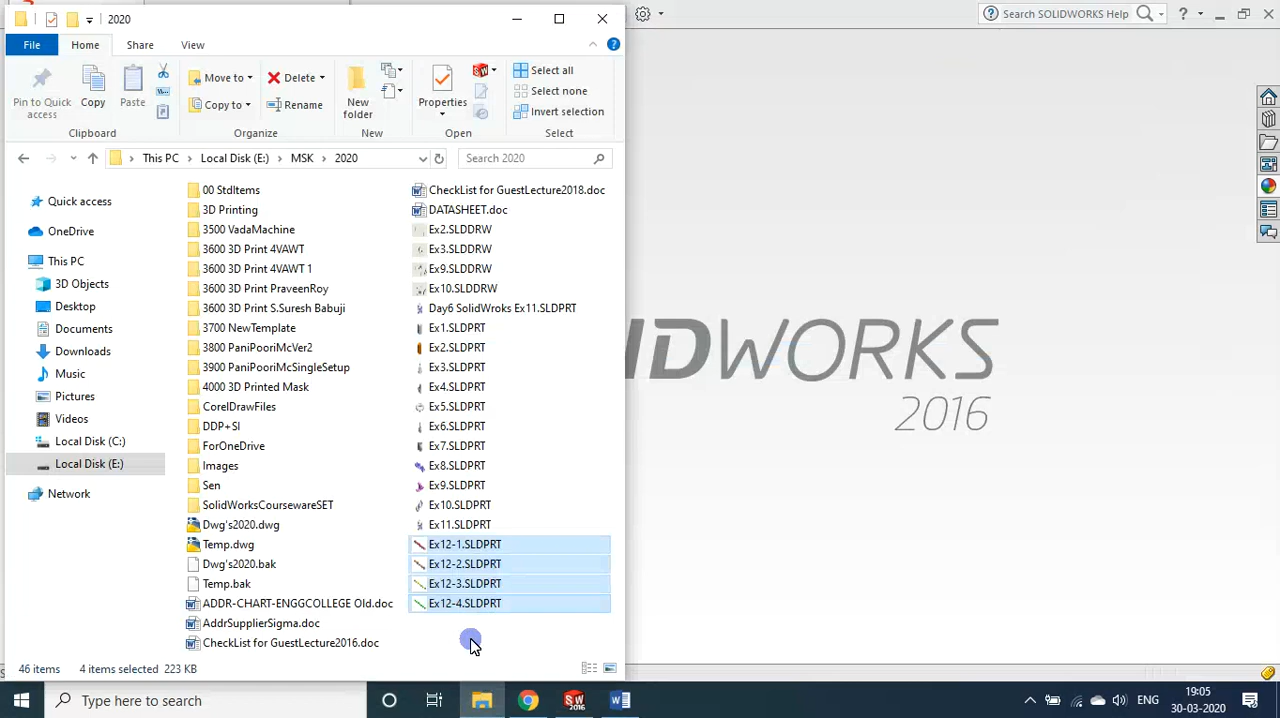 2020
File
Home
Share
View
Search SOLIDWORKS Help
Pin to Quick access
Copy
Paste
Move to
Copy to
Delete
Rename
New folder
Properties
Select all
Select none
Invert selection
Clipboard
Organize
New
Open
Select
This PC
Local Disk (E:)
MSK
2020
Search 2020
Quick access
OneDrive
This PC
3D Objects
Desktop
Documents
Downloads
Music
Pictures
Videos
Local Disk (C:)
Local Disk (E:)
Network
00 StdItems
3D Printing
3500 VadaMachine
3600 3D Print 4VAWT
3600 3D Print 4VAWT 1
3600 3D Print PraveenRoy
3600 3D Print S.Suresh Babuji
3700 NewTemplate
3800 PaniPooriMcVer2
3900 PaniPooriMcSingleSetup
4000 3D Printed Mask
CorelDrawFiles
DDP+SI
ForOneDrive
Images
Sen
SolidWorksCoursewareSET
Dwg's2020.dwg
Temp.dwg
Dwg's2020.bak
Temp.bak
ADDR-CHART-ENGGCOLLEGE Old.doc
AddrSupplierSigma.doc
CheckList for GuestLecture2016.doc
CheckList for GuestLecture2018.doc
DATASHEET.doc
Ex2.SLDDRW
Ex3.SLDDRW
Ex9.SLDDRW
Ex10.SLDDRW
Day6 SolidWroks Ex11.SLDPRT
Ex1.SLDPRT
Ex2.SLDPRT
Ex3.SLDPRT
Ex4.SLDPRT
Ex5.SLDPRT
Ex6.SLDPRT
Ex7.SLDPRT
Ex8.SLDPRT
Ex9.SLDPRT
Ex10.SLDPRT
Ex11.SLDPRT
Ex12-1.SLDPRT
Ex12-2.SLDPRT
Ex12-3.SLDPRT
Ex12-4.SLDPRT
IDWORKS
2016
46 items
4 items selected 223 KB
Type here to search
SW
2016
ENG
19:05
30-03-2020